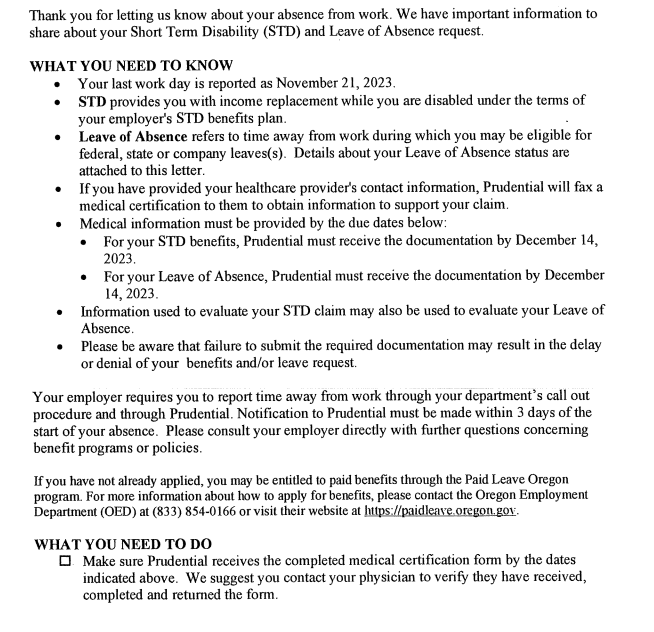 Thank you for letting us know about your absence from work. We have important information to
share about your Short Term Disability (STD) and Leave of Absence request.
WHAT YOU NEED TO KNOW
• Your last work day is reported as November 21, 2023.
• STD provides you with income replacement while you are disabled under the terms of
your employer's STD benefits plan.
• Leave of Absence refers to time away from work during which you may be eligible for
federal, state or company leaves(s). Details about your Leave of Absence status are
attached to this letter.
• If you have provided your healthcare provider's contact information, Prudential will fax a
medical certification to them to obtain information to support your claim.
• Medical information must be provided by the due dates below:
• For your STD benefits, Prudential must receive the documentation by December 14,
2023.
• For your Leave of Absence, Prudential must receive the documentation by December
14, 2023.
• Information used to evaluate your STD claim may also be used to evaluate your Leave of
Absence.
• Please be aware that failure to submit the required documentation may result in the delay
or denial of your benefits and/or leave request.
Your employer requires you to report time away from work through your department's call out
procedure and through Prudential. Notification to Prudential must be made within 3 days of the
start of your absence. Please consult your employer directly with further questions concerning
benefit programs or policies.
If you have not already applied, you may be entitled to paid benefits through the Paid Leave Oregon
program. For more information about how to apply for benefits, please contact the Oregon Employment
Department (OED) at (833) 854-0166 or visit their website at https://paidleave.oregon.gov.
WHAT YOU NEED TO DO
☐ Make sure Prudential receives the completed medical certification form by the dates
indicated above. We suggest you contact your physician to verify they have received,
completed and returned the form.